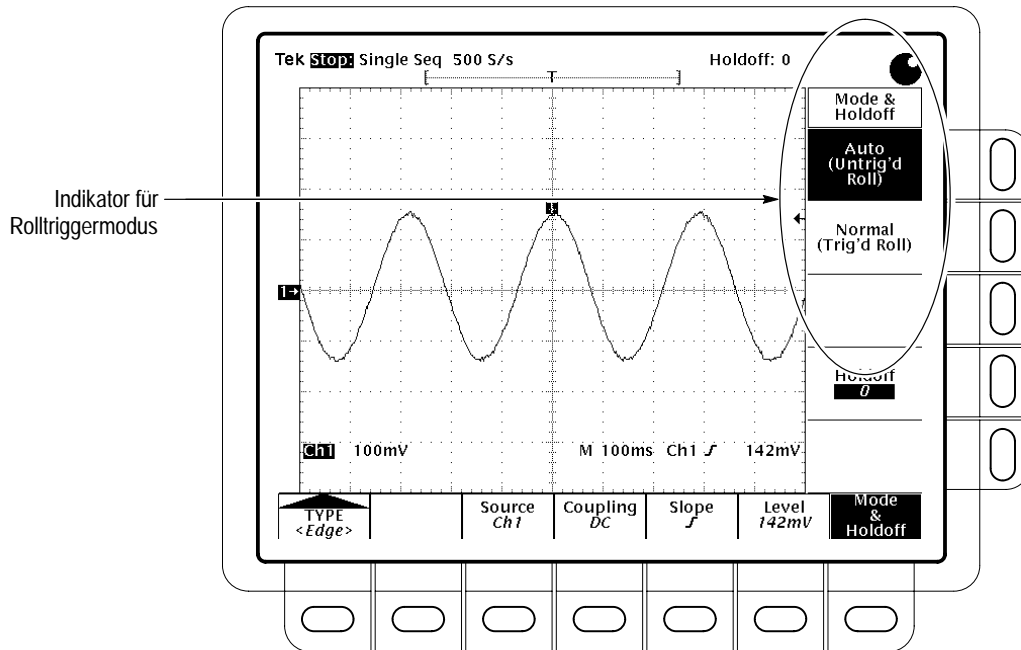 Tek Stop: Single Seq 500 S/s
Holdoff: 0
T
Mode &
Holdoff
Auto
(Untrig'd
Roll)
Indikator für
Rolltriggermodus
Normal
(Trig'd Roll)
1→
Holdoff
0
Ch1 100mV M 100ms Ch1 142mV
TYPE
<Edge>
Source
Ch1
Coupling
DC
Slope
Level
142mV
Mode
&
Holdoff